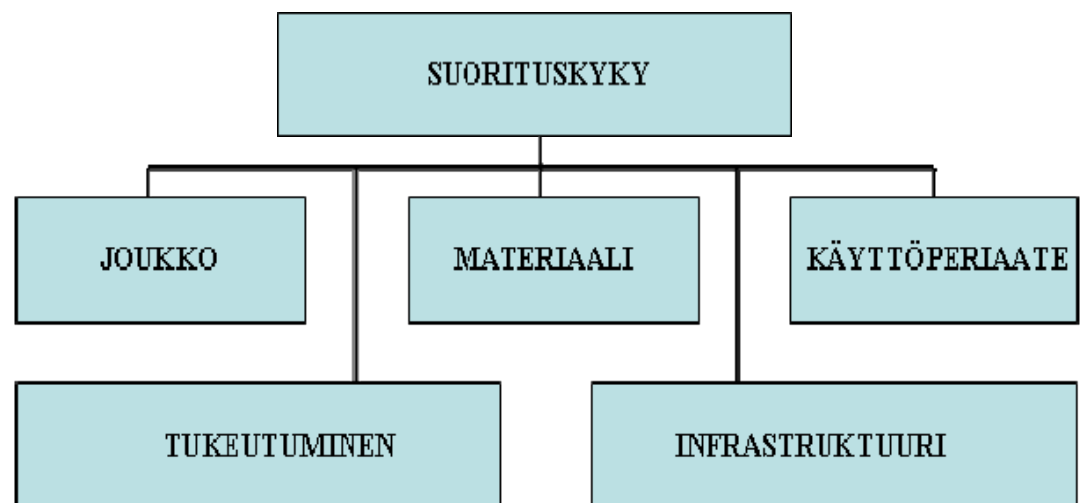 SUORITUSKYKY
JOUKKO
MATERIAALI
KÄYTTÖPERIAATE
TUKEUTUMINEN
INFRASTRUKTUURI